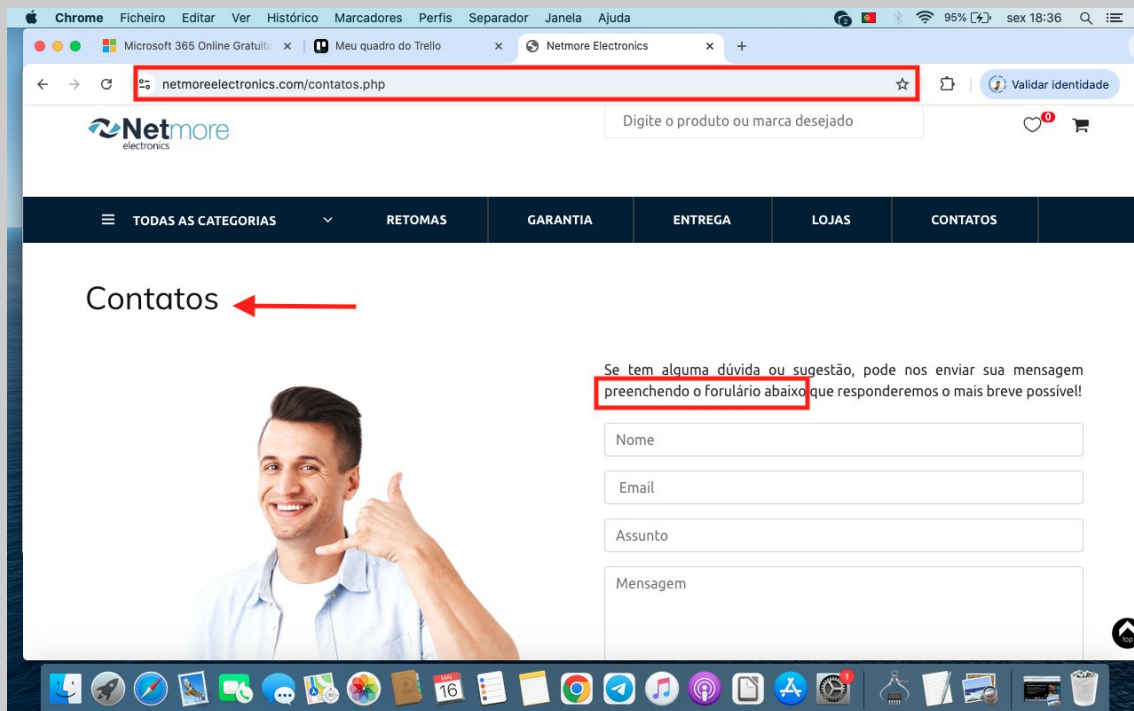 Chrome Ficheiro Editar Ver Histórico Marcadores Perfis Separador Janela Ajuda 95% sex 18:36
Microsoft 365 Online Gratuito Meu quadro do Trello Netmore Electronics
netmoreelectronics.com/contatos.php Validar identidade
Netmore
electronics
Digite o produto ou marca desejado
0
TODAS AS CATEGORIAS RETOMAS GARANTIA ENTREGA LOJAS CONTATOS
Contatos
Se tem alguma dúvida ou sugestão, pode nos enviar sua mensagem
preenchendo o forulário abaixo que responderemos o mais breve possível!
Nome
Email
Assunto
Mensagem
top
MAI
16
1